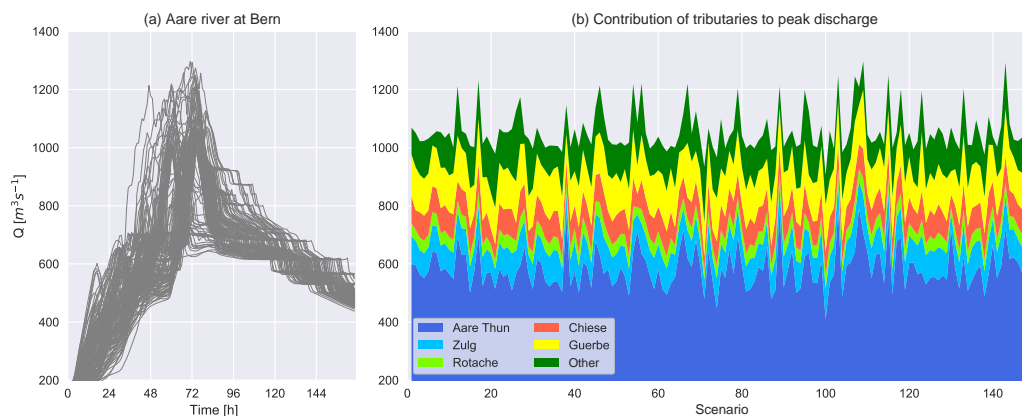 (a) Aare river at Bern
Q [m³s⁻¹]
1400
1200
1000
800
600
400
200
0 24 48 72 96 120 144
Time [h]
(b) Contribution of tributaries to peak discharge
1400
1200
1000
800
600
400
200
Aare Thun
Zulg
Rotache
Chiese
Guerbe
Other
0 20 40 60 80 100 120 140
Scenario